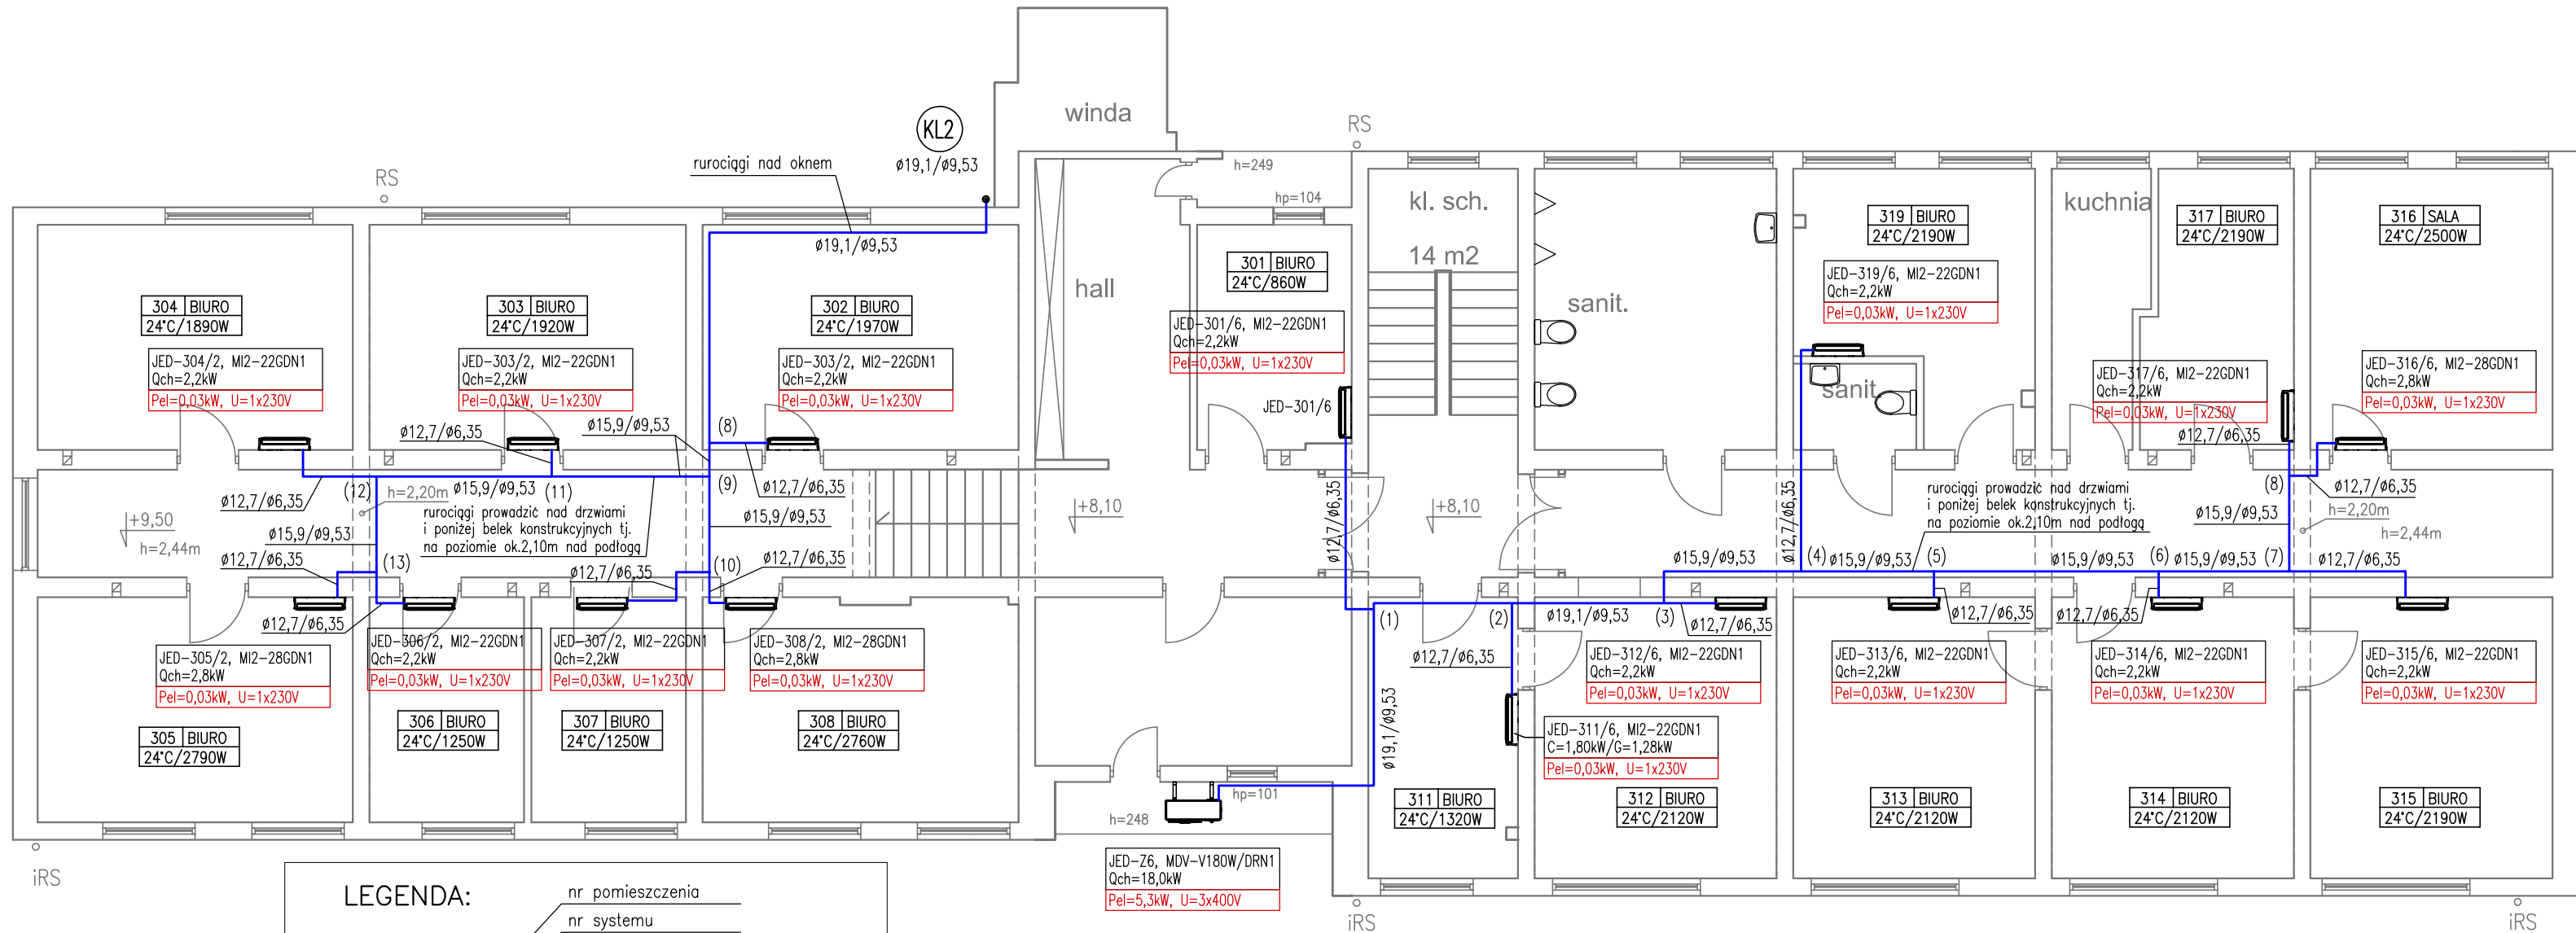 winda
KL2
ø19,1/ø9,53
rurociągi nad oknem
RS
RS
h=249
hp=104
ø19,1/ø9,53
kl. sch.
14 m2
hall
sanit.
kuchnia
304 BIURO
24°C/1890W
JED-304/2, MI2-22GDN1
Qch=2,2kW
Pel=0,03kW, U=1x230V
303 BIURO
24°C/1920W
JED-303/2, MI2-22GDN1
Qch=2,2kW
Pel=0,03kW, U=1x230V
302 BIURO
24°C/1970W
JED-303/2, MI2-22GDN1
Qch=2,2kW
Pel=0,03kW, U=1x230V
301 BIURO
24°C/860W
JED-301/6, MI2-22GDN1
Qch=2,2kW
Pel=0,03kW, U=1x230V
JED-301/6
319 BIURO
24°C/2190W
JED-319/6, MI2-22GDN1
Qch=2,2kW
Pel=0,03kW, U=1x230V
sanit.
317 BIURO
24°C/2190W
JED-317/6, MI2-22GDN1
Qch=2,2kW
Pel=0,03kW, U=1x230V
316 SALA
24°C/2500W
JED-316/6, MI2-28GDN1
Qch=2,8kW
Pel=0,03kW, U=1x230V
ø12,7/ø6,35
ø15,9/ø9,53
(8)
ø12,7/ø6,35
(12)
h=2,20m
ø15,9/ø9,53
(11)
(9)
ø12,7/ø6,35
rurociągi prowadzić nad drzwiami
i poniżej belek konstrukcyjnych tj.
na poziomie ok.2,10m nad podłogą
+9,50
h=2,44m
ø15,9/ø9,53
ø15,9/ø9,53
ø12,7/ø6,35
(13)
ø12,7/ø6,35
(10)
ø12,7/ø6,35
ø12,7/ø6,35
+8,10
ø12,7/ø6,35
+8,10
ø12,7/ø6,35
rurociągi prowadzić nad drzwiami
i poniżej belek konstrukcyjnych tj.
na poziomie ok.2,10m nad podłogą
ø12,7/ø6,35
(8)
ø12,7/ø6,35
h=2,20m
ø15,9/ø9,53
h=2,44m
ø15,9/ø9,53
(4)
ø15,9/ø9,53
(5)
ø15,9/ø9,53
(6)
ø15,9/ø9,53
(7)
ø12,7/ø6,35
(1)
(2)
ø19,1/ø9,53
(3)
ø12,7/ø6,35
ø12,7/ø6,35
ø12,7/ø6,35
ø12,7/ø6,35
ø19,1/ø9,53
JED-305/2, MI2-28GDN1
Qch=2,8kW
Pel=0,03kW, U=1x230V
305 BIURO
24°C/2790W
JED-306/2, MI2-22GDN1
Qch=2,2kW
Pel=0,03kW, U=1x230V
306 BIURO
24°C/1250W
JED-307/2, MI2-22GDN1
Qch=2,2kW
Pel=0,03kW, U=1x230V
307 BIURO
24°C/1250W
JED-308/2, MI2-28GDN1
Qch=2,8kW
Pel=0,03kW, U=1x230V
308 BIURO
24°C/2760W
JED-312/6, MI2-22GDN1
Qch=2,2kW
Pel=0,03kW, U=1x230V
JED-311/6, MI2-22GDN1
C=1,80kW/G=1,28kW
Pel=0,03kW, U=1x230V
311 BIURO
24°C/1320W
312 BIURO
24°C/2120W
JED-313/6, MI2-22GDN1
Qch=2,2kW
Pel=0,03kW, U=1x230V
313 BIURO
24°C/2120W
JED-314/6, MI2-22GDN1
Qch=2,2kW
Pel=0,03kW, U=1x230V
314 BIURO
24°C/2120W
JED-315/6, MI2-22GDN1
Qch=2,2kW
Pel=0,03kW, U=1x230V
315 BIURO
24°C/2190W
hp=101
h=248
JED-Z6, MDV-V180W/DRN1
Qch=18,0kW
Pel=5,3kW, U=3x400V
iRS
iRS
iRS
LEGENDA:
nr pomieszczenia
nr systemu